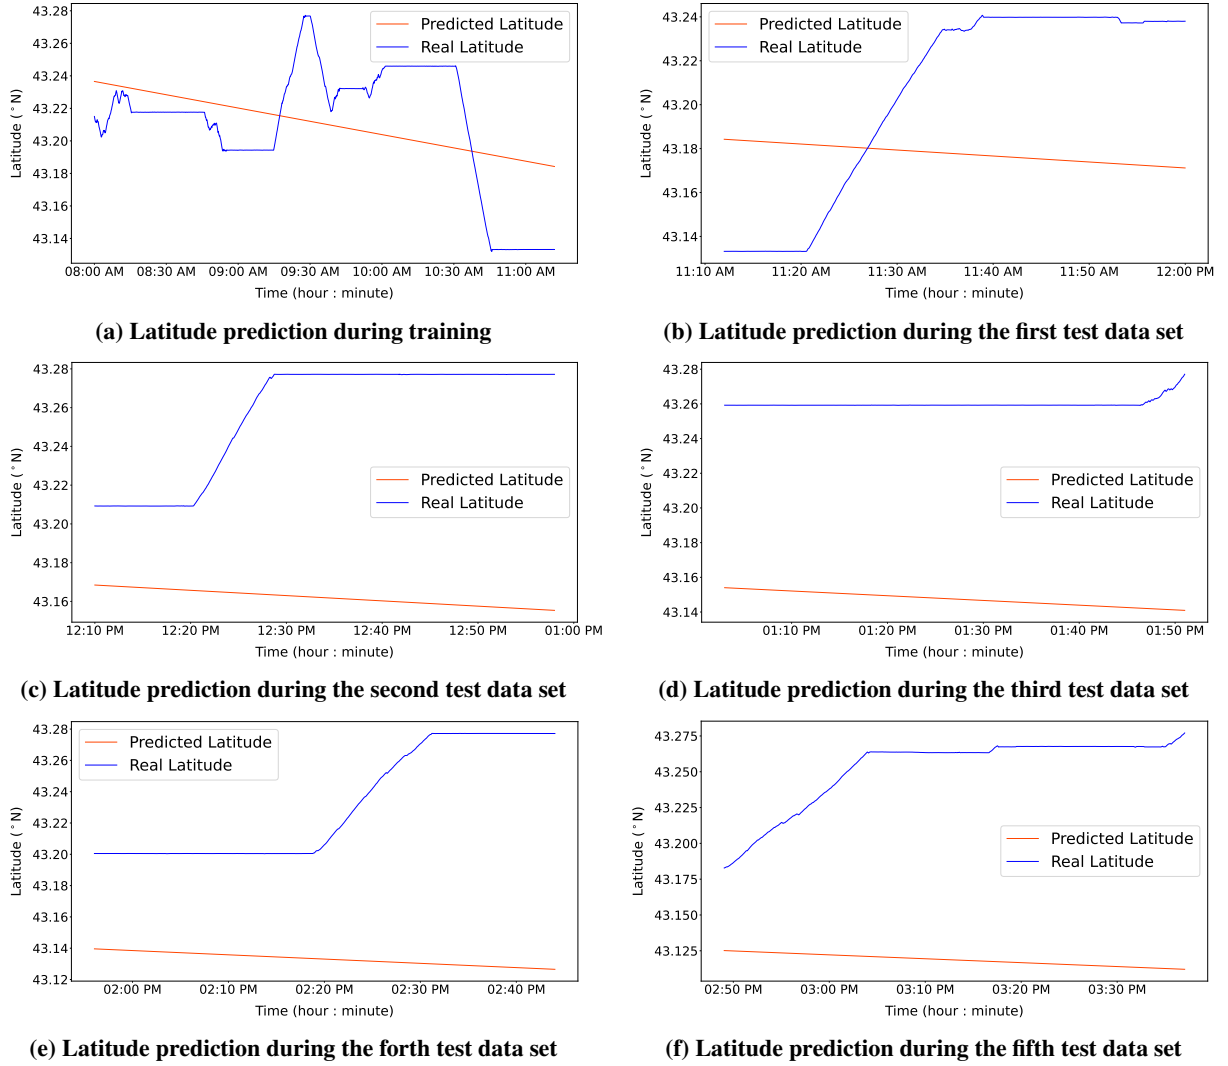 43.28
43.26
43.24
43.22
43.20
43.18
43.16
43.14
Latitude (°N)
Predicted Latitude
Real Latitude
08:00 AM 08:30 AM 09:00 AM 09:30 AM 10:00 AM 10:30 AM 11:00 AM
Time (hour : minute)
(a) Latitude prediction during training
43.24
43.22
43.20
43.18
43.16
43.14
Latitude (°N)
Predicted Latitude
Real Latitude
11:10 AM 11:20 AM 11:30 AM 11:40 AM 11:50 AM 12:00 PM
Time (hour : minute)
(b) Latitude prediction during the first test data set
43.28
43.26
43.24
43.22
43.20
43.18
43.16
Latitude (°N)
Predicted Latitude
Real Latitude
12:10 PM 12:20 PM 12:30 PM 12:40 PM 12:50 PM 01:00 PM
Time (hour : minute)
(c) Latitude prediction during the second test data set
43.28
43.26
43.24
43.22
43.20
43.18
43.16
43.14
Latitude (°N)
Predicted Latitude
Real Latitude
01:10 PM 01:20 PM 01:30 PM 01:40 PM 01:50 PM
Time (hour : minute)
(d) Latitude prediction during the third test data set
43.28
43.26
43.24
43.22
43.20
43.18
43.16
43.14
43.12
Latitude (°N)
Predicted Latitude
Real Latitude
02:00 PM 02:10 PM 02:20 PM 02:30 PM 02:40 PM
Time (hour : minute)
(e) Latitude prediction during the forth test data set
43.275
43.250
43.225
43.200
43.175
43.150
43.125
Latitude (°N)
Predicted Latitude
Real Latitude
02:50 PM 03:00 PM 03:10 PM 03:20 PM 03:30 PM
Time (hour : minute)
(f) Latitude prediction during the fifth test data set